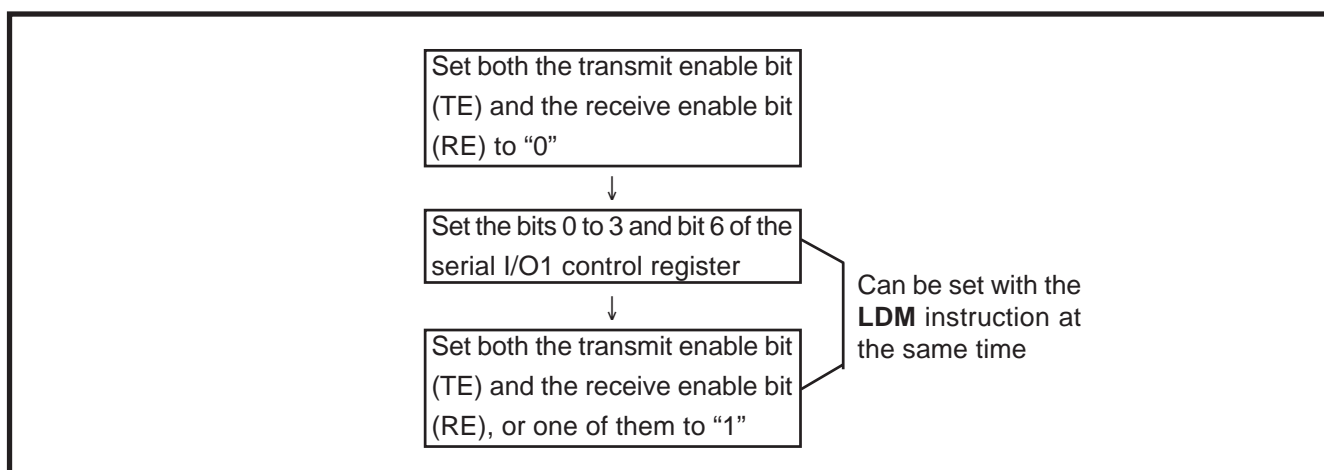 Set both the transmit enable bit
(TE) and the receive enable bit
(RE) to “0”
↓
Set the bits 0 to 3 and bit 6 of the
serial I/O1 control register
↓
Set both the transmit enable bit
(TE) and the receive enable bit
(RE), or one of them to “1”
Can be set with the
LDM instruction at
the same time